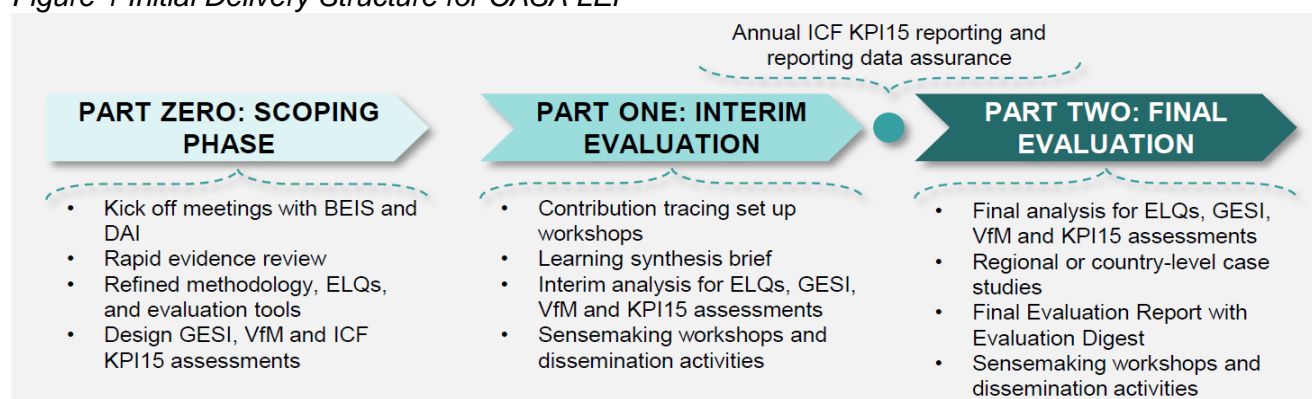 Figure 1 Initial Delivery Structure for CASA LEP
Annual ICF KPI15 reporting and
reporting data assurance
PART ZERO: SCOPING
PHASE
• Kick off meetings with BEIS and
DAI
• Rapid evidence review
• Refined methodology, ELQs,
and evaluation tools
• Design GESI, VfM and ICF
KPI15 assessments
PART ONE: INTERIM
EVALUATION
• Contribution tracing set up
workshops
• Learning synthesis brief
• Interim analysis for ELQs, GESI,
VfM and KPI15 assessments
• Sensemaking workshops and
dissemination activities
PART TWO: FINAL
EVALUATION
• Final analysis for ELQs, GESI,
VfM and KPI15 assessments
• Regional or country-level case
studies
• Final Evaluation Report with
Evaluation Digest
• Sensemaking workshops and
dissemination activities